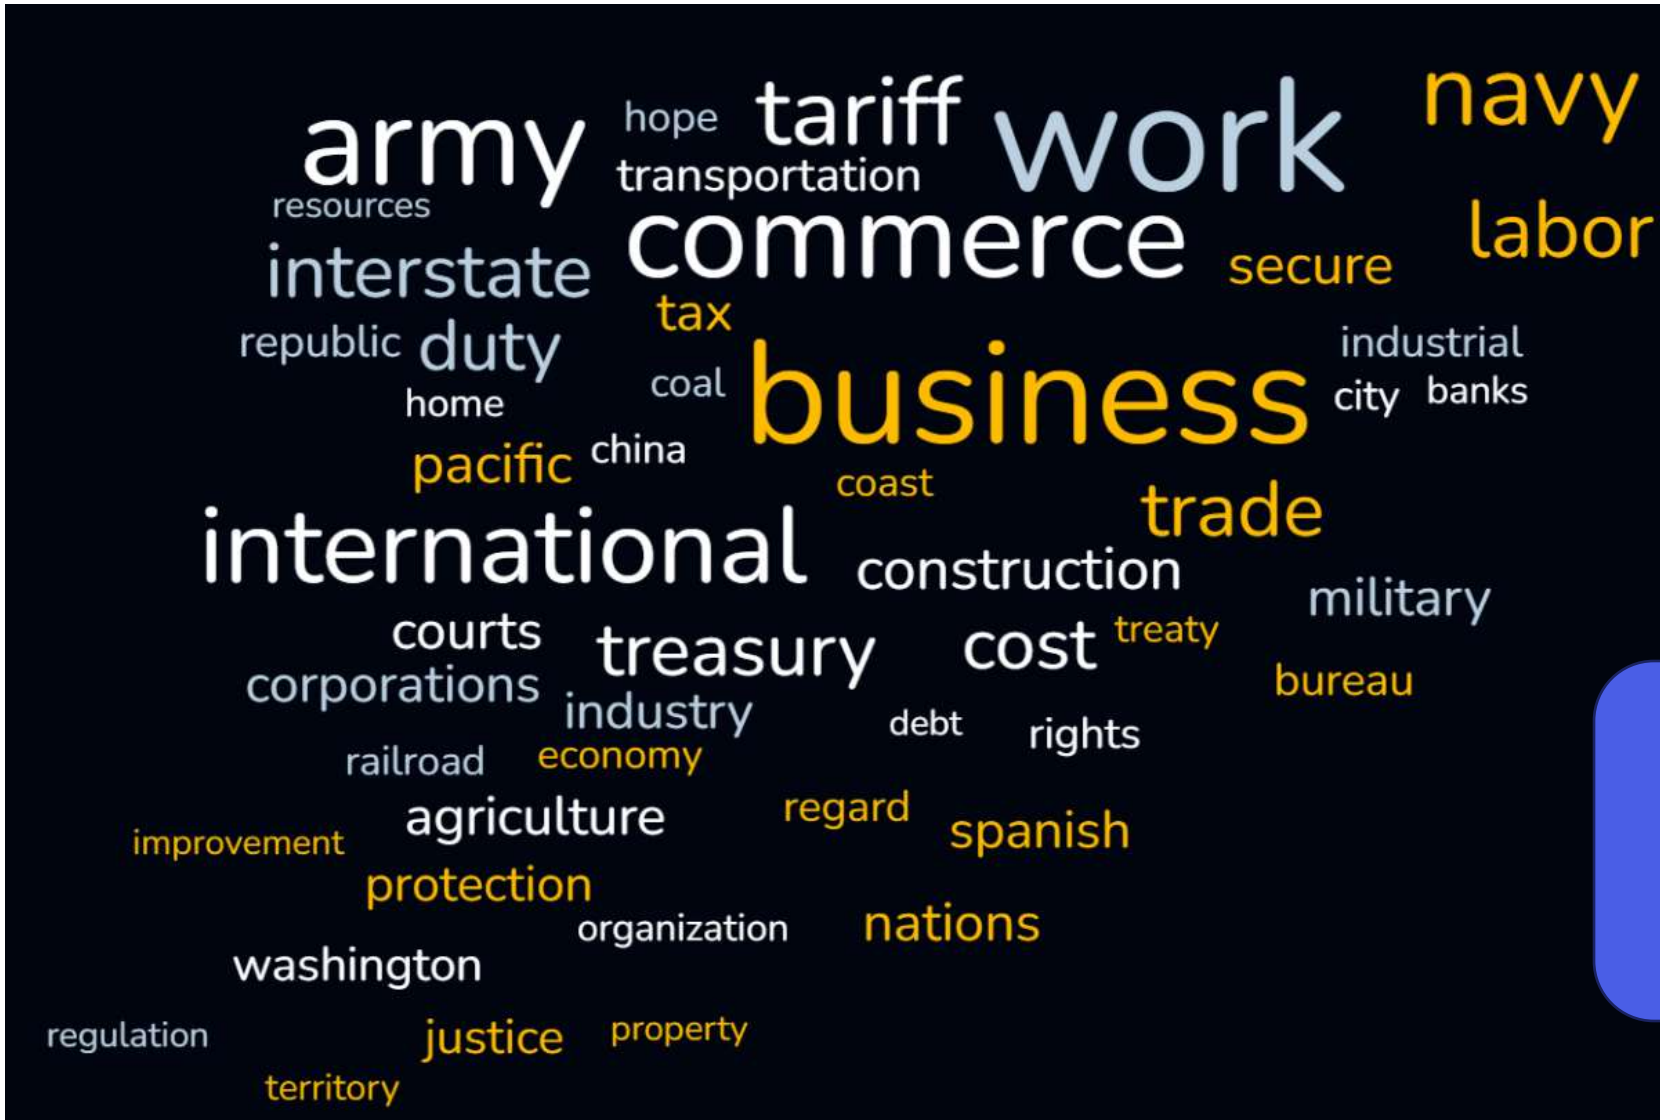 navy
army hope tariff work
transportation
resources
commerce labor
interstate secure
tax
republic duty industrial
coal business
home city banks
pacific china
coast trade
international construction
military
courts treasury cost treaty
corporations bureau
industry debt rights
railroad economy
agriculture regard spanish
improvement
protection
organization nations
washington
regulation justice property
territory